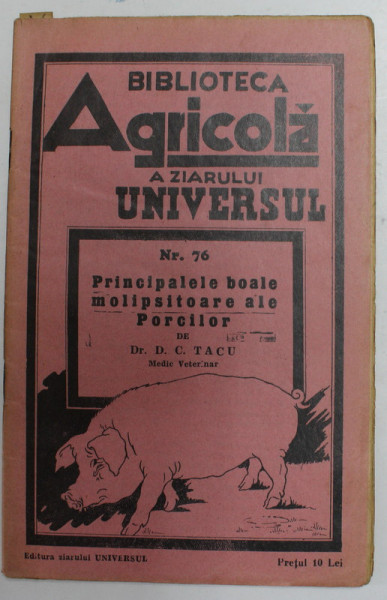 BIBLIOTECA
Agricolă
A ZIARULUI
UNIVERSUL
Nr. 76
Principalele boale
molipsitoare ale
Porcilor
DE
Dr. D. C. TACU
Medic Veterinar
Editura ziarului UNIVERSUL
Prețul 10 Lei